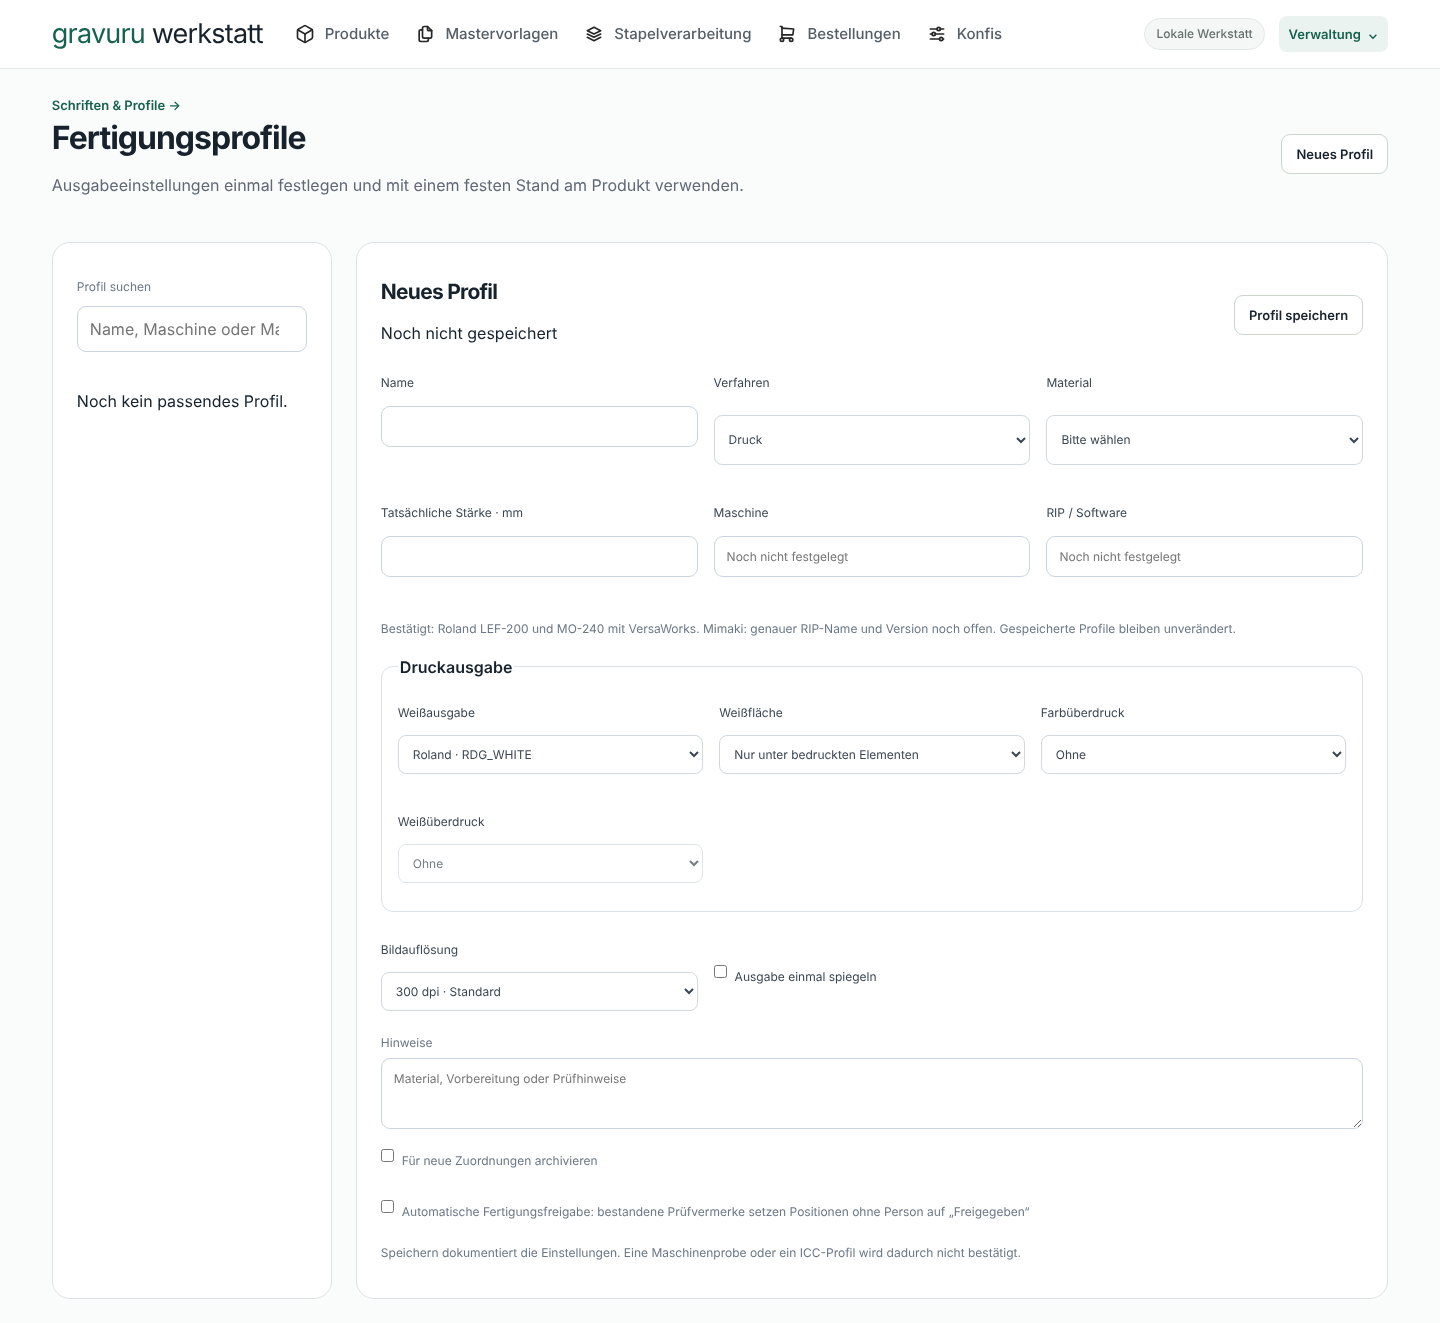 gravuru werkstatt
Produkte
Mastervorlagen
Stapelverarbeitung
Bestellungen
Konfis
Lokale Werkstatt
Verwaltung
Schriften & Profile →
Fertigungsprofile
Ausgabeeinstellungen einmal festlegen und mit einem festen Stand am Produkt verwenden.
Neues Profil
Profil suchen
Name, Maschine oder Ma
Noch kein passendes Profil.
Neues Profil
Noch nicht gespeichert
Profil speichern
Name
Verfahren
Material
Druck
Bitte wählen
Tatsächliche Stärke · mm
Maschine
RIP / Software
Noch nicht festgelegt
Noch nicht festgelegt
Bestätigt: Roland LEF-200 und MO-240 mit VersaWorks. Mimaki: genauer RIP-Name und Version noch offen. Gespeicherte Profile bleiben unverändert.
Druckausgabe
Weißausgabe
Weißfläche
Farbüberdruck
Roland · RDG_WHITE
Nur unter bedruckten Elementen
Ohne
Weißüberdruck
Ohne
Bildauflösung
300 dpi · Standard
Ausgabe einmal spiegeln
Hinweise
Material, Vorbereitung oder Prüfhinweise
Für neue Zuordnungen archivieren
Automatische Fertigungsfreigabe: bestandene Prüfvermerke setzen Positionen ohne Person auf „Freigegeben“
Speichern dokumentiert die Einstellungen. Eine Maschinenprobe oder ein ICC-Profil wird dadurch nicht bestätigt.